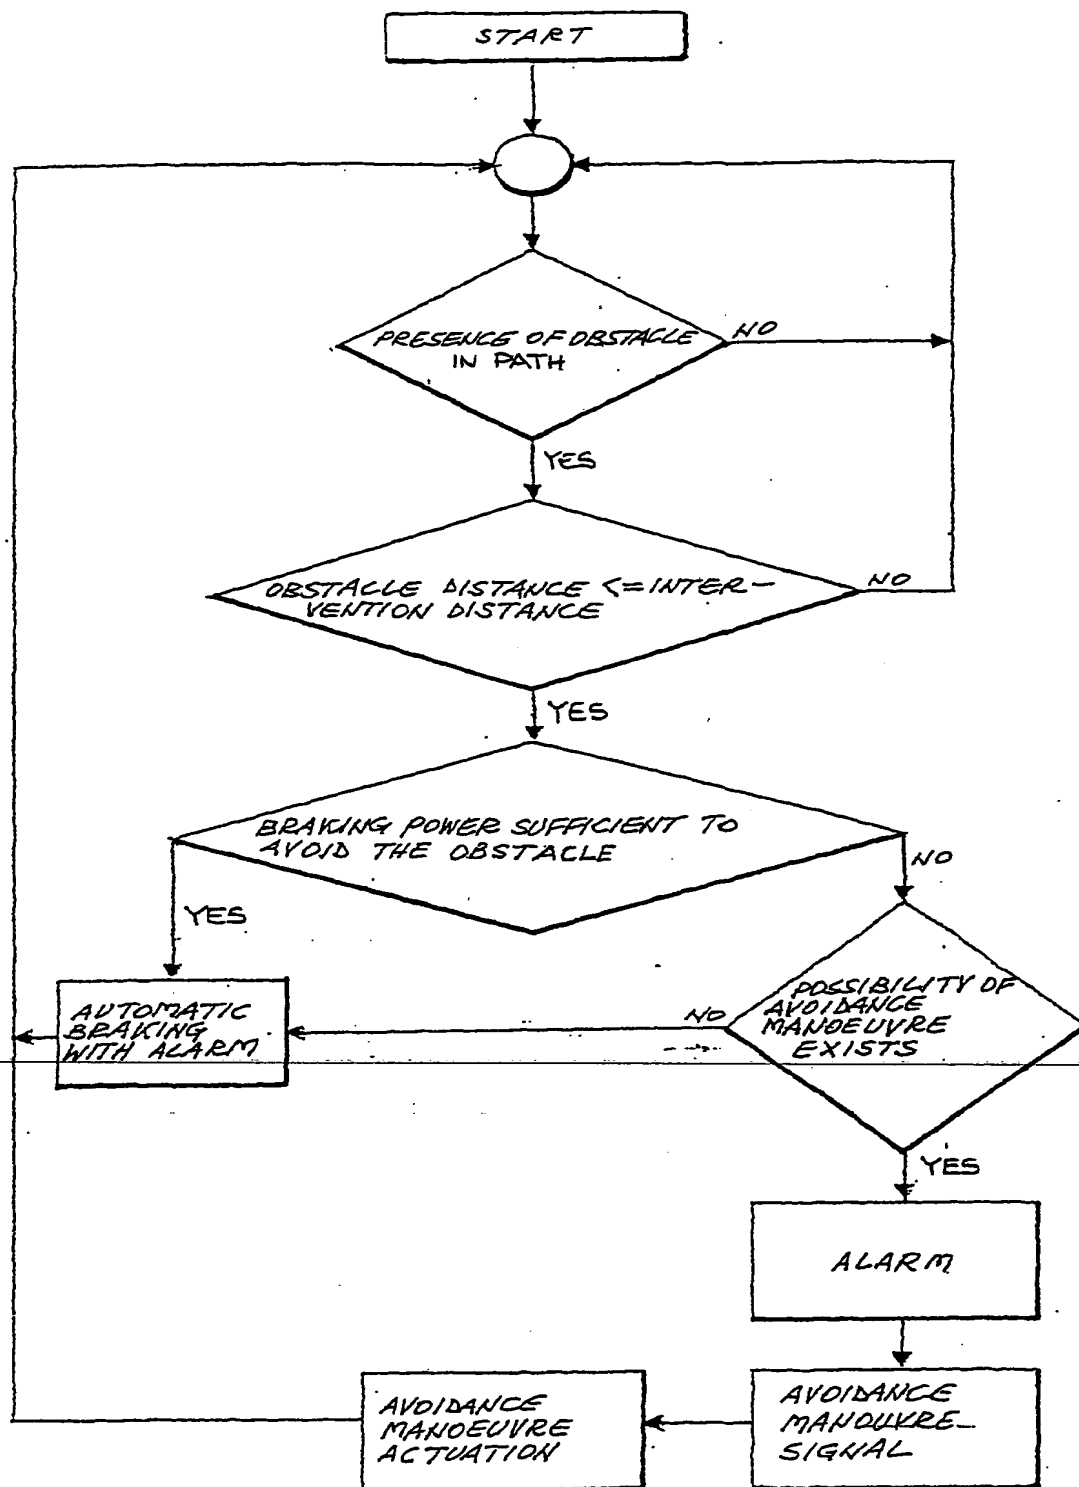 START
PRESENCE OF OBSTACLE
IN PATH
NO
YES
OBSTACLE DISTANCE <= INTER-
VENTION DISTANCE
NO
YES
BRAKING POWER SUFFICIENT TO
AVOID THE OBSTACLE
NO
YES
POSSIBILITY OF
AVOIDANCE
MANOEUVRE
EXISTS
NO
AUTOMATIC
BRAKING
WITH ALARM
YES
ALARM
AVOIDANCE
MANOUVRE-
SIGNAL
AVOIDANCE
MANOEUVRE
ACTUATION